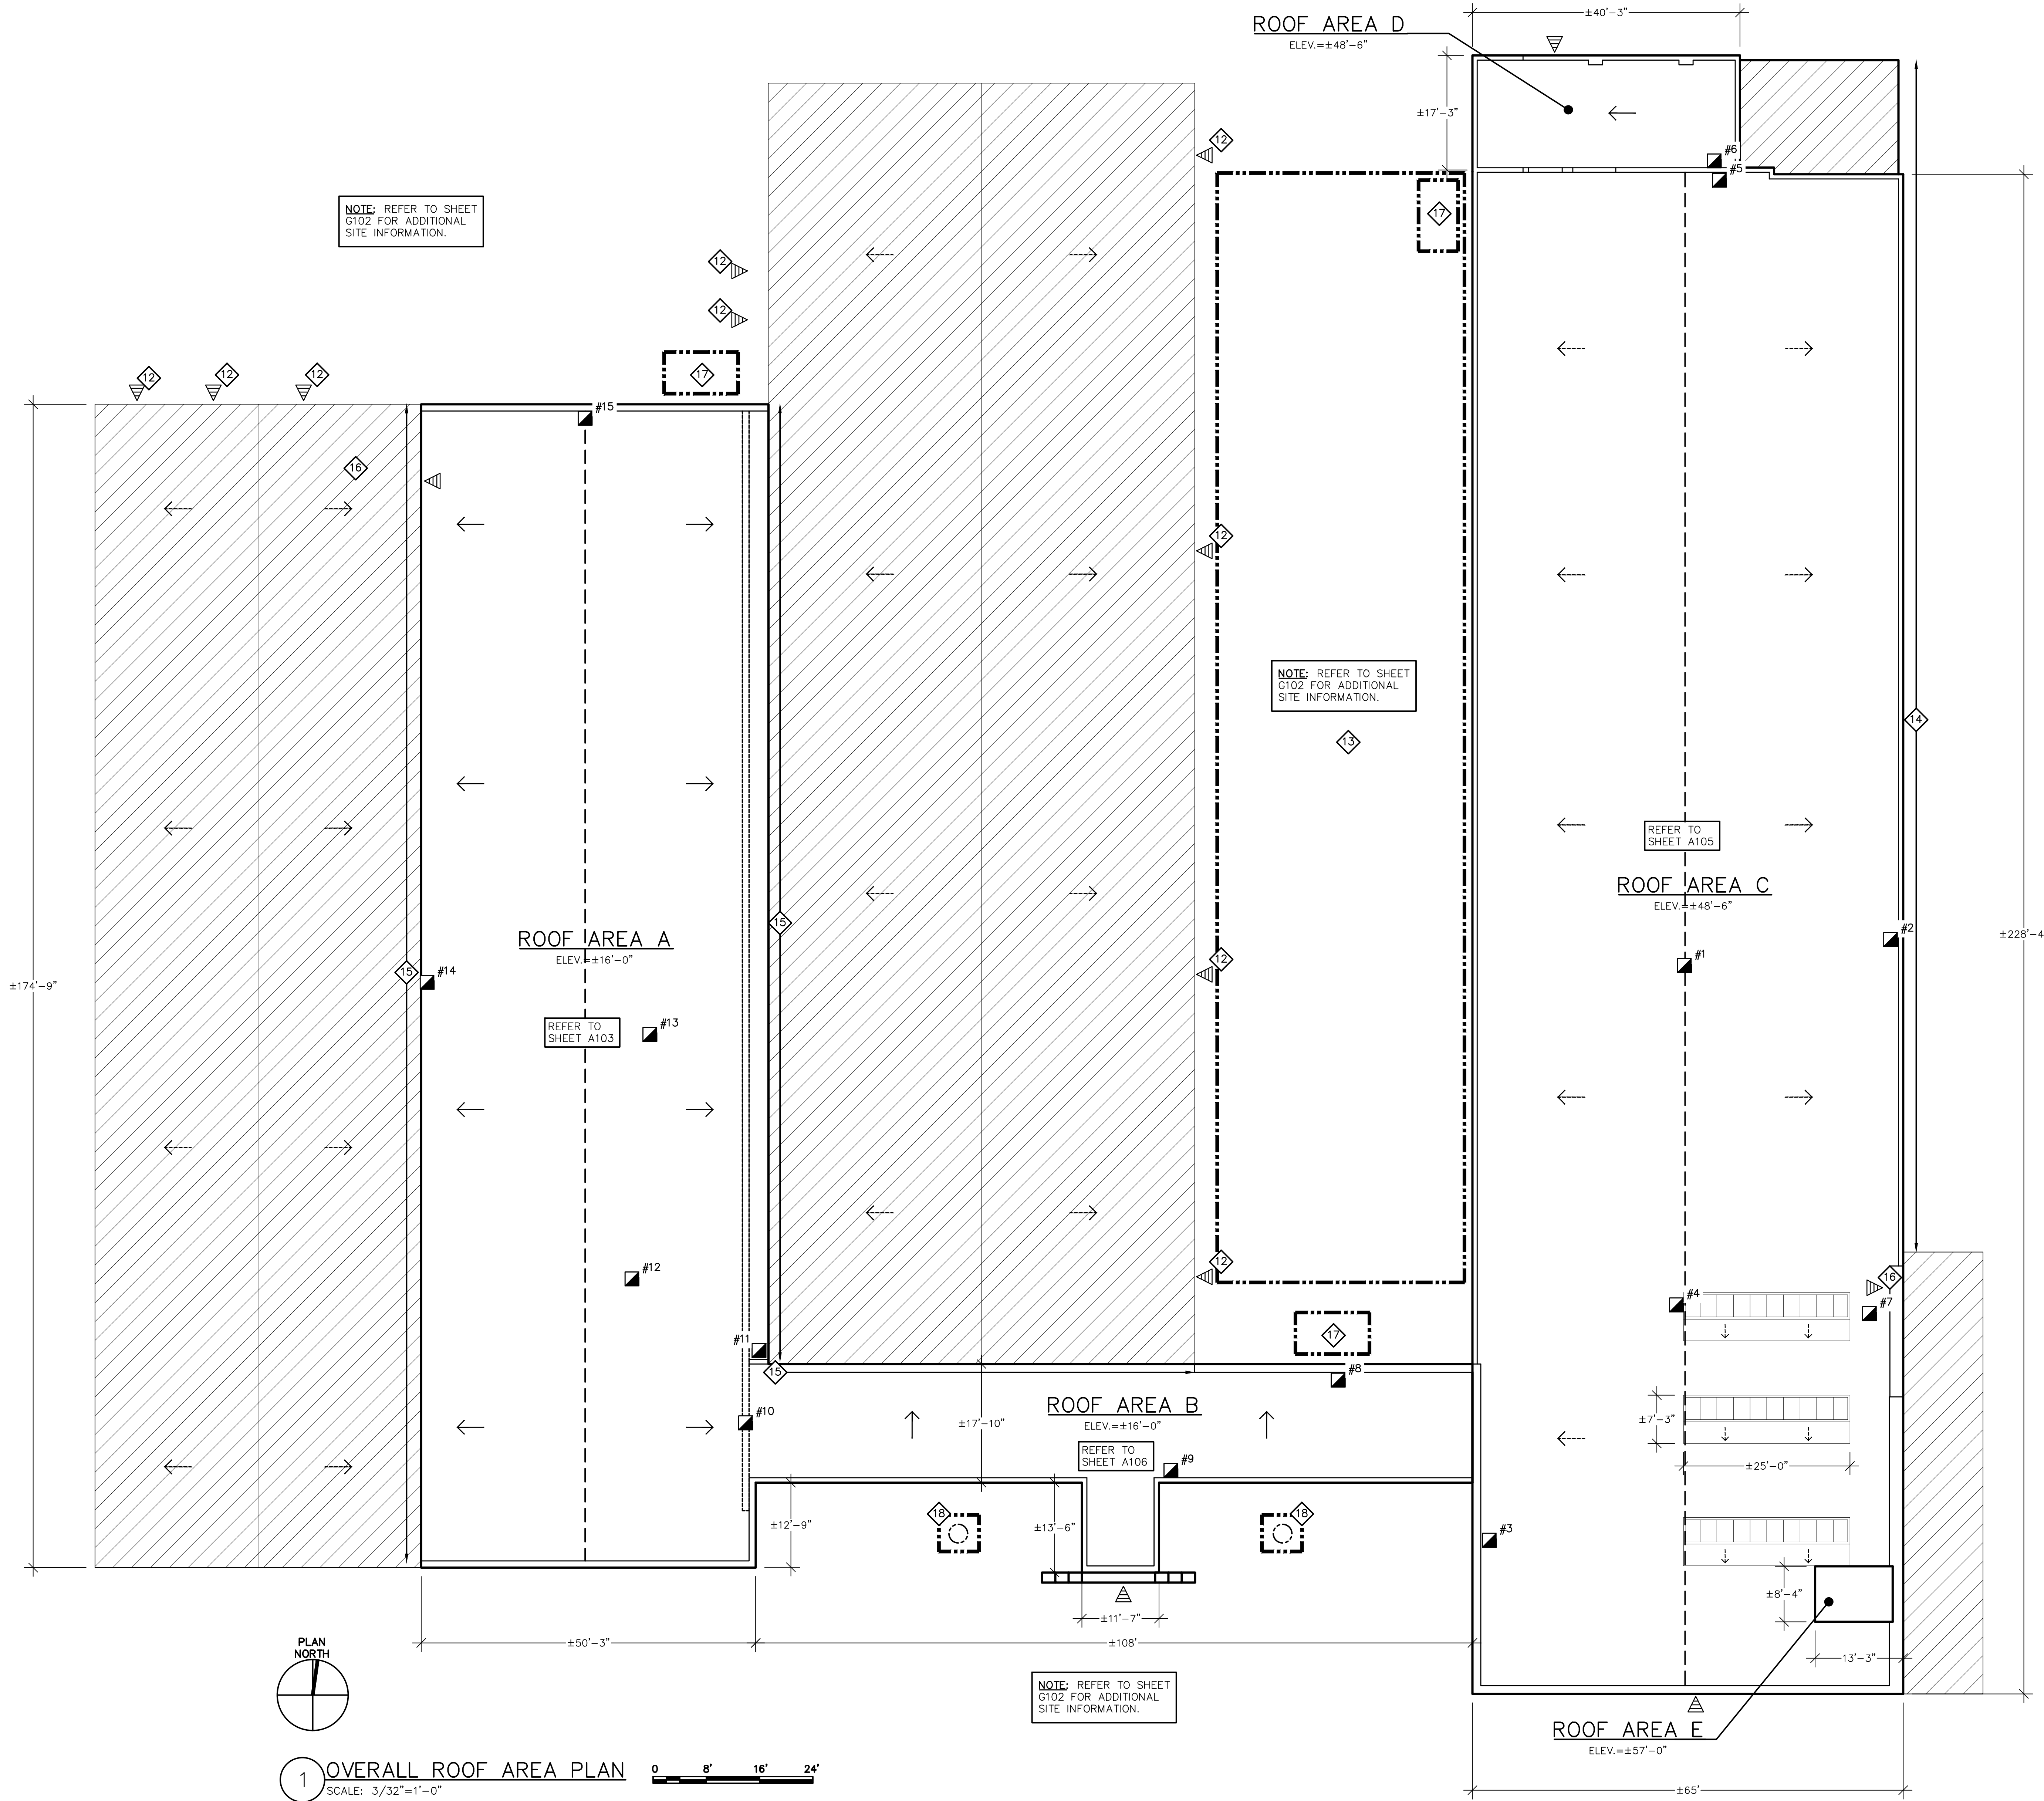 ±40'-3"
ROOF AREA D
ELEV.=±48'-6"
±17'-3"
12
#6
#5
NOTE: REFER TO SHEET
G102 FOR ADDITIONAL
SITE INFORMATION.
17
12
12
17
12
12
12
#15
16
12
NOTE: REFER TO SHEET
G102 FOR ADDITIONAL
SITE INFORMATION.
13
14
REFER TO
SHEET A105
ROOF AREA C
ELEV.=±48'-6"
15
#2
±228'-4
ROOF AREA A
ELEV.=±16'-0"
12
#1
15
#14
±174'-9"
#13
REFER TO
SHEET A103
12
16
#12
#4
#7
17
#11
15
#8
ROOF AREA B
ELEV.=±16'-0"
#10
±17'-10"
±7'-3"
REFER TO
SHEET A106
#9
±25'-0"
18
18
±12'-9"
±13'-6"
#3
±8'-4"
±11'-7"
±50'-3"
±108'
13'-3"
PLAN
NORTH
NOTE: REFER TO SHEET
G102 FOR ADDITIONAL
SITE INFORMATION.
ROOF AREA E
ELEV.=±57'-0"
1
OVERALL ROOF AREA PLAN
SCALE: 3/32"=1'-0"
0 8' 16' 24'
±65'